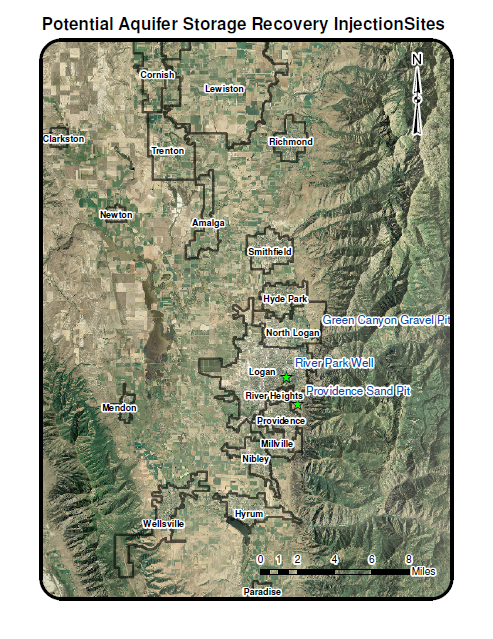 Potential Aquifer Storage Recovery InjectionSites
N
Cornish
Lewiston
Clarkston
Trenton
Richmond
Newton
Amalga
Smithfield
Hyde Park
Green Canyon Gravel Pit
North Logan
River Park Well
Logan
Providence Sand Pit
River Heights
Mendon
Providence
Millville
Nibley
Hyrum
Wellsville
0 1 2 4 6 8
Miles
Paradise